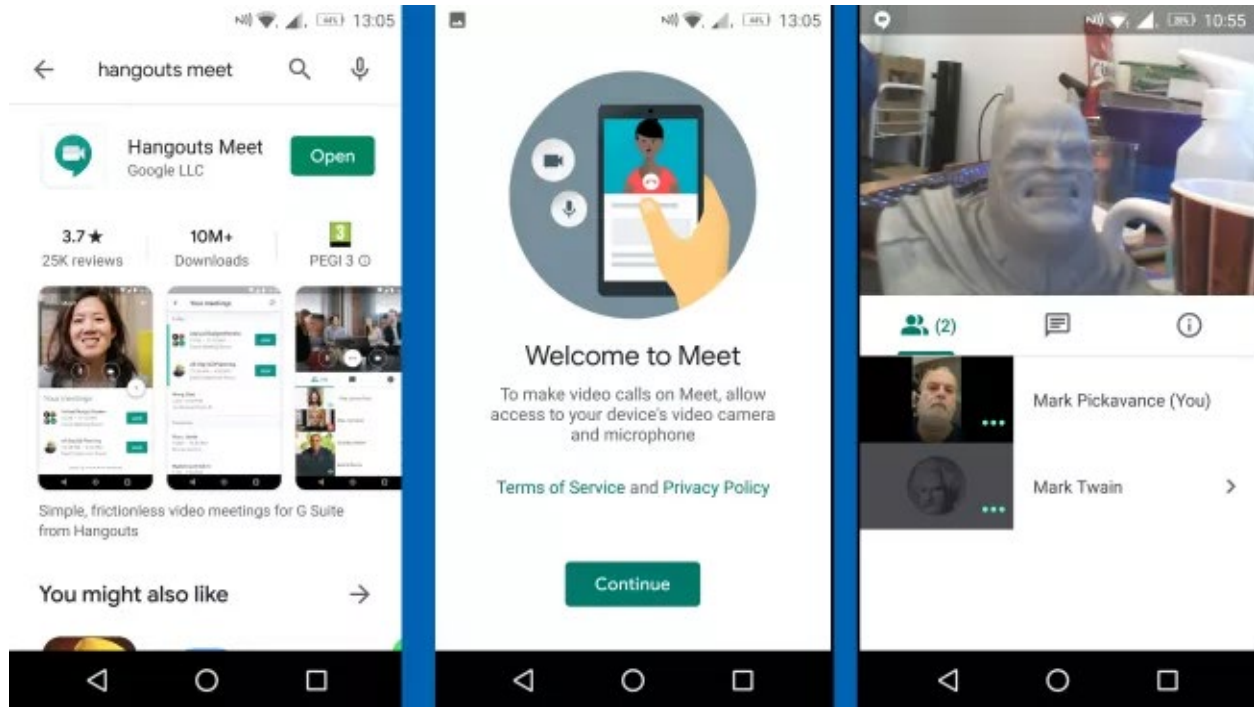 13:05
hangouts meet
Hangouts Meet
Google LLC
Open
3.7★
25K reviews
10M+
Downloads
3
PEGI 3
Your meetings
Simple, frictionless video meetings for G Suite
from Hangouts
You might also like
13:05
Welcome to Meet
To make video calls on Meet, allow
access to your device's video camera
and microphone
Terms of Service and Privacy Policy
Continue
10:55
(2)
Mark Pickavance (You)
Mark Twain